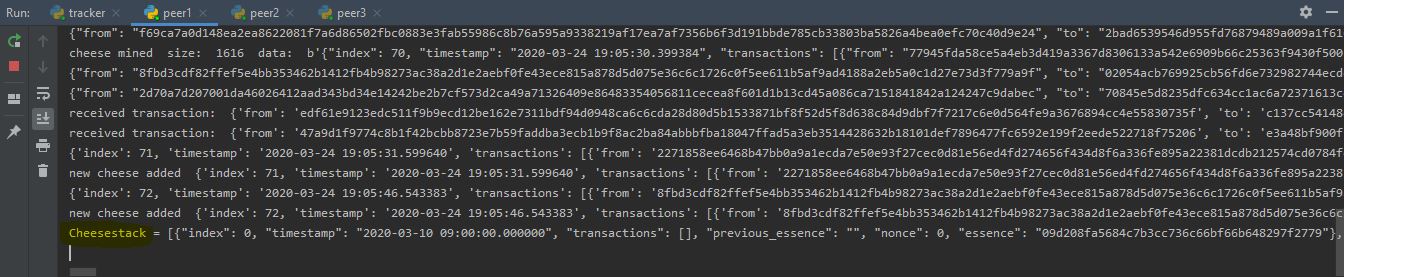 Run: tracker peer1 peer2 peer3
{"from": "f69ca7a0d148ea2ea8622081f7a6d86502fbc0883e3fab55986c8b76a595a9338219af17ea7af7356b6f3d191bbde785cb33803ba5826a4bea0efc70c40d9e24", "to": "2bad6539546d955fd76879489a009a1f61
cheese mined  size:  1616  data:  b'{"index": 70, "timestamp": "2020-03-24 19:05:30.399384", "transactions": [{"from": "77945fda58ce5a4eb3d419a3367d8306133a542e6909b66c25363f9430f500
{"from": "8fbd3cdf82ffef5e4bb353462b1412fb4b98273ac38a2d1e2aebf0fe43ece815a878d5d075e36c6c1726c0f5ee611b5af9ad4188a2eb5a0c1d27e73d3f779a9f", "to": "02054acb769925cb56fd6e732982744ecd
{"from": "2d70a7d207001da46026412aad343bd34e14242be2b7cf573d2ca49a71326409e86483354056811cecea8f601d1b13cd45a086ca7151841842a124247c9dabec", "to": "70845e5d8235dfc634cc1ac6a72371613c
received transaction:  {'from': 'edf61e9123edc511f9b9ecd12be162e7311bdf94d0948ca6c6cda28d80d5b1533871bf8f52d5f8d638c84d9dbf7f7217c6e0d564fe9a3676894cc4e55830735f', 'to': 'c137cc54148
received transaction:  {'from': '47a9d1f9774c8b1f42bcbb8723e7b59faddba3ecb1b9f8ac2ba84abbbfba18047ffad5a3eb3514428632b18101def7896477fc6592e199f2eede522718f75206', 'to': 'e3a48bf900f
{'index': 71, 'timestamp': '2020-03-24 19:05:31.599640', 'transactions': [{'from': '2271858ee6468b47bb0a9a1ecda7e50e93f27cec0d81e56ed4fd274656f434d8f6a336fe895a22381dcdb212574cd0784f
new cheese added  {'index': 71, 'timestamp': '2020-03-24 19:05:31.599640', 'transactions': [{'from': '2271858ee6468b47bb0a9a1ecda7e50e93f27cec0d81e56ed4fd274656f434d8f6a336fe895a2238
{'index': 72, 'timestamp': '2020-03-24 19:05:46.543383', 'transactions': [{'from': '8fbd3cdf82ffef5e4bb353462b1412fb4b98273ac38a2d1e2aebf0fe43ece815a878d5d075e36c6c1726c0f5ee611b5af9
new cheese added  {'index': 72, 'timestamp': '2020-03-24 19:05:46.543383', 'transactions': [{'from': '8fbd3cdf82ffef5e4bb353462b1412fb4b98273ac38a2d1e2aebf0fe43ece815a878d5d075e36c6c
Cheesestack = [{"index": 0, "timestamp": "2020-03-10 09:00:00.000000", "transactions": [], "previous_essence": "", "nonce": 0, "essence": "09d208fa5684c7b3cc736c66bf66b648297f2779"},